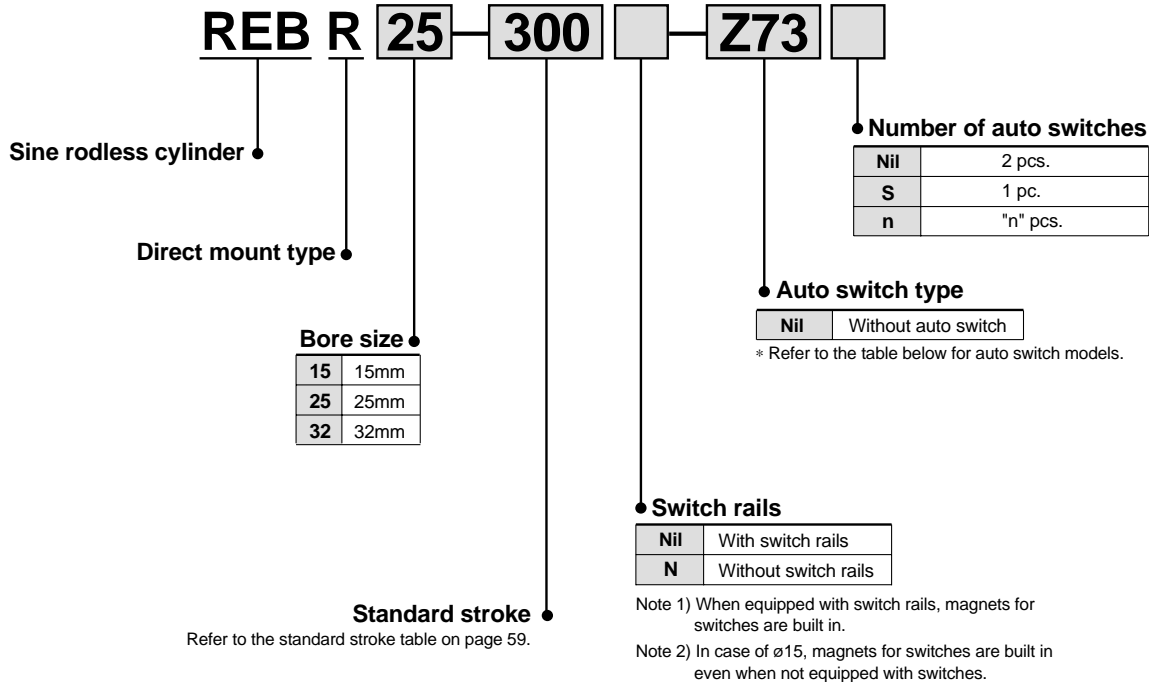 REB R 25 — 300 — Z73
Sine rodless cylinder
Direct mount type
Bore size
15 15mm
25 25mm
32 32mm
Standard stroke
Refer to the standard stroke table on page 59.
Switch rails
Nil With switch rails
N Without switch rails
Note 1) When equipped with switch rails, magnets for
switches are built in.
Note 2) In case of ø15, magnets for switches are built in
even when not equipped with switches.
Auto switch type
Nil Without auto switch
* Refer to the table below for auto switch models.
Number of auto switches
Nil 2 pcs.
S 1 pc.
n "n" pcs.